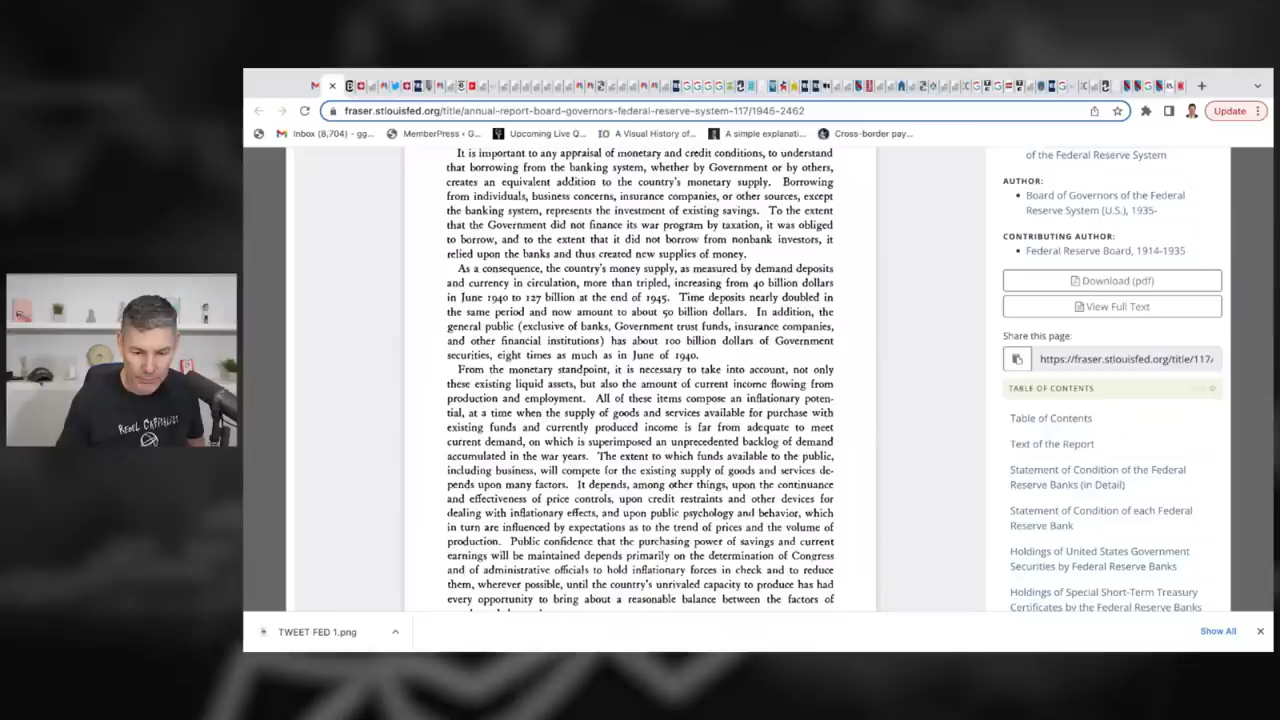 fraser.stlouisfed.org/title/annual-report-board-governors-federal-reserve-system-117/1945-2462
Update
Inbox (8,704) - gg...
MemberPress ‹ G...
Upcoming Live Q...
IO A Visual History of...
A simple explanati...
Cross-border pay...
It is important to any appraisal of monetary and credit conditions, to understand
that borrowing from the banking system, whether by Government or by others,
creates an equivalent addition to the country's monetary supply. Borrowing
from individuals, business concerns, insurance companies, or other sources, except
the banking system, represents the investment of existing savings. To the extent
that the Government did not finance its war program by taxation, it was obliged
to borrow, and to the extent that it did not borrow from nonbank investors, it
relied upon the banks and thus created new supplies of money.
As a consequence, the country's money supply, as measured by demand deposits
and currency in circulation, more than tripled, increasing from 40 billion dollars
in June 1940 to 127 billion at the end of 1945. Time deposits nearly doubled in
the same period and now amount to about 50 billion dollars. In addition, the
general public (exclusive of banks, Government trust funds, insurance companies,
and other financial institutions) has about 100 billion dollars of Government
securities, eight times as much as in June of 1940.
From the monetary standpoint, it is necessary to take into account, not only
these existing liquid assets, but also the amount of current income flowing from
production and employment. All of these items compose an inflationary poten-
tial, at a time when the supply of goods and services available for purchase with
existing funds and currently produced income is far from adequate to meet
current demand, on which is superimposed an unprecedented backlog of demand
accumulated in the war years. The extent to which funds available to the public,
including business, will compete for the existing supply of goods and services de-
pends upon many factors. It depends, among other things, upon the continuance
and effectiveness of price controls, upon credit restraints and other devices for
dealing with inflationary effects, and upon public psychology and behavior, which
in turn are influenced by expectations as to the trend of prices and the volume of
production. Public confidence that the purchasing power of savings and current
earnings will be maintained depends primarily on the determination of Congress
and of administrative officials to hold inflationary forces in check and to reduce
them, wherever possible, until the country's unrivaled capacity to produce has had
every opportunity to bring about a reasonable balance between the factors of
of the Federal Reserve System
AUTHOR:
Board of Governors of the Federal
Reserve System (U.S.), 1935-
CONTRIBUTING AUTHOR:
Federal Reserve Board, 1914-1935
Download (pdf)
View Full Text
Share this page:
https://fraser.stlouisfed.org/title/117/
TABLE OF CONTENTS
Table of Contents
Text of the Report
Statement of Condition of the Federal
Reserve Banks (in Detail)
Statement of Condition of each Federal
Reserve Bank
Holdings of United States Government
Securities by Federal Reserve Banks
Holdings of Special Short-Term Treasury
Certificates by the Federal Reserve Banks
REBEL CAPITALIST
TWEET FED 1.png
Show All